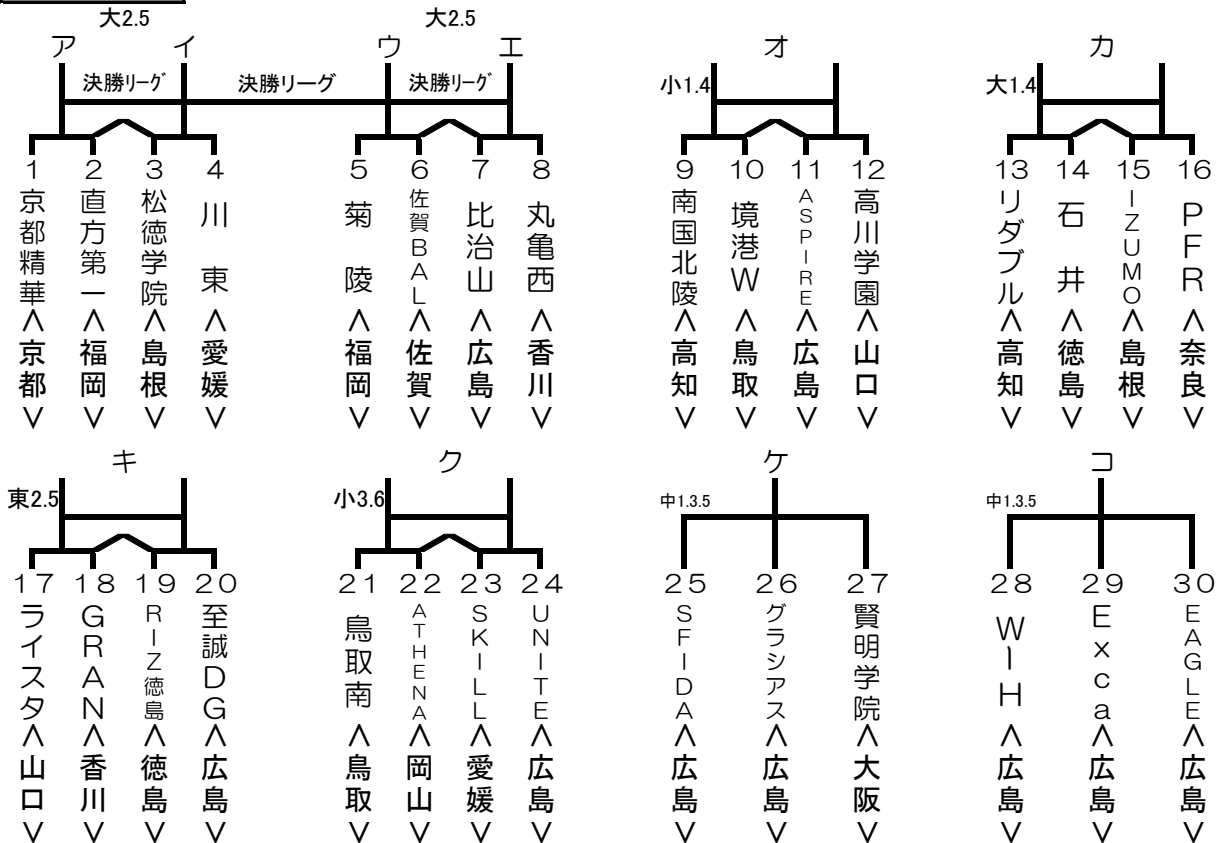 大2.5 大2.5
ア イ ウ エ オ カ
決勝リーグ 決勝リーグ 決勝リーグ 小1.4 大1.4
1 2 3 4 5 6 7 8 9 10 11 12 13 14 15 16
京都精華<京都>
直方第一<福岡>
松徳学院<島根>
川東<愛媛>
菊陵<福岡>
佐賀BAL<佐賀>
比治山<広島>
丸亀西<香川>
南国北陵<高知>
境港W<鳥取>
ASPIRE<広島>
高川学園<山口>
リダブル<高知>
石井<徳島>
IZUMO<島根>
PFR<奈良>
キ ク ケ コ
東2.5 小3.6 中1.3.5 中1.3.5
17 18 19 20 21 22 23 24 25 26 27 28 29 30
ライスタ<山口>
GRAN<香川>
RIZ徳島<徳島>
至誠DG<広島>
鳥取南<鳥取>
ATHENA<岡山>
SKILL<愛媛>
UNITE<広島>
SFIDA<広島>
グラシアス<広島>
賢明学院<大阪>
W-H<広島>
Exca<広島>
EAGLE<広島>